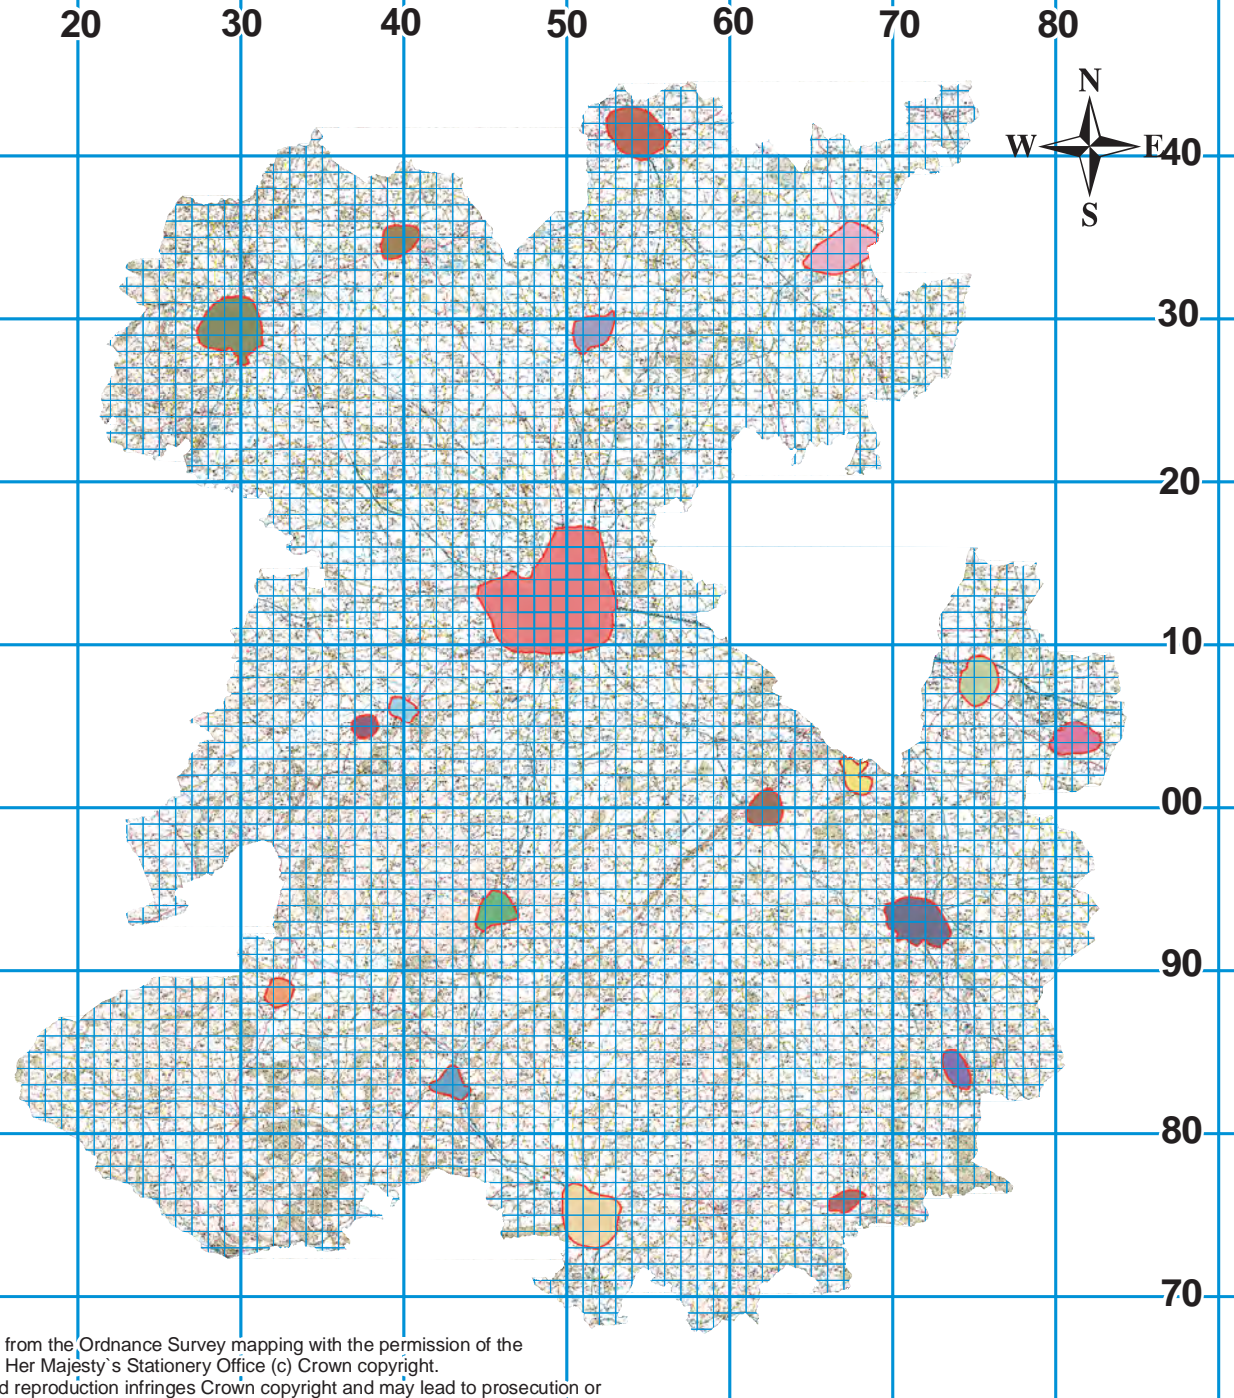 20 30 40 50 60 70 80
N
W E 40
S
30
20
10
00
90
80
70
from the Ordnance Survey mapping with the permission of the
Her Majesty`s Stationery Office (c) Crown copyright.
d reproduction infringes Crown copyright and may lead to prosecution or